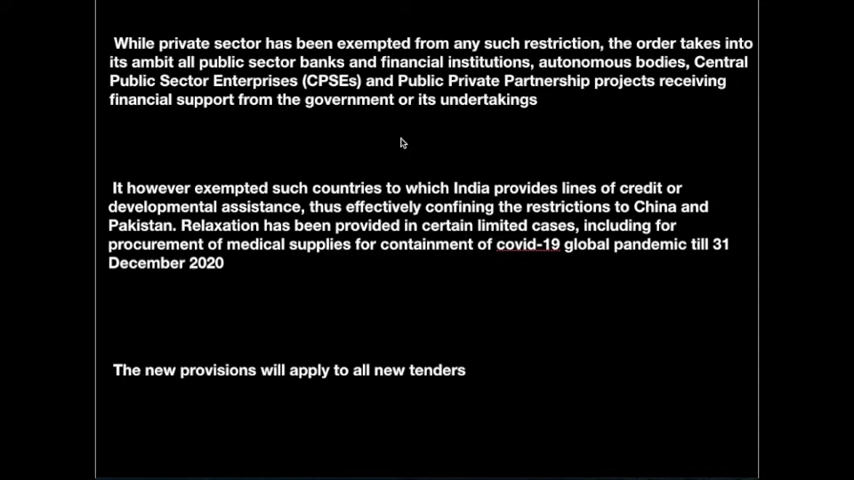 While private sector has been exempted from any such restriction, the order takes into
its ambit all public sector banks and financial institutions, autonomous bodies, Central
Public Sector Enterprises (CPSEs) and Public Private Partnership projects receiving
financial support from the government or its undertakings
It however exempted such countries to which India provides lines of credit or
developmental assistance, thus effectively confining the restrictions to China and
Pakistan. Relaxation has been provided in certain limited cases, including for
procurement of medical supplies for containment of covid-19 global pandemic till 31
December 2020
The new provisions will apply to all new tenders